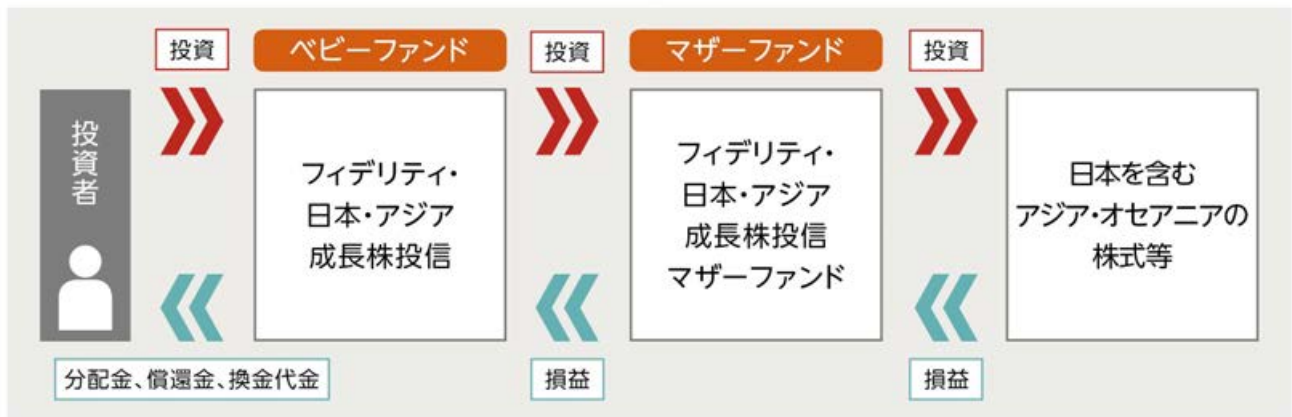 投資
ベビーファンド
投資
マザーファンド
投資
投資者
フィデリティ・
日本・アジア
成長株投信
フィデリティ・
日本・アジア
成長株投信
マザーファンド
日本を含む
アジア・オセアニアの
株式等
分配金、償還金、換金代金
損益
損益